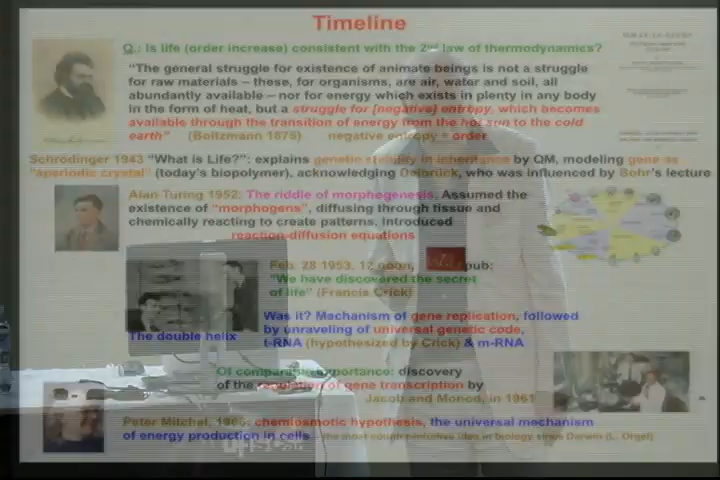 Timeline
Q.: Is life (order increase) consistent with the 2nd law of thermodynamics?
"The general struggle for existence of animate beings is not a struggle
for raw materials – these, for organisms, are air, water and soil, all
abundantly available – nor for energy which exists in plenty in any body
in the form of heat, but a struggle for [negative] entropy, which becomes
available through the transition of energy from the hot sun to the cold
earth" (Boltzmann 1875) negative entropy = order
Schrodinger 1943 "What is Life?": explains genetic stability in inheritance by QM, modeling gene as
"aperiodic crystal" (today's biopolymer), acknowledging Delbruck, who was influenced by Bohr's lecture
Alan Turing 1952: The riddle of morphegenesis. Assumed the
existence of "morphogens", diffusing through tissue and
chemically reacting to create patterns. Introduced
reaction-diffusion equations
Feb. 28 1953, 12 noon, pub:
"We have discovered the secret
of life" (Francis Crick)
Was it? Mechanism of gene replication, followed
by unraveling of universal genetic code,
t-RNA (hypothesized by Crick) & m-RNA
The double helix
Of comparable importance: discovery
of the regulation of gene transcription by
Jacob and Monod, in 1961
Peter Mitchel, chemiosmotic hypothesis, the universal mechanism
of energy production in cells - the most counterintuitive idea in biology since Darwin (L. Orgel)